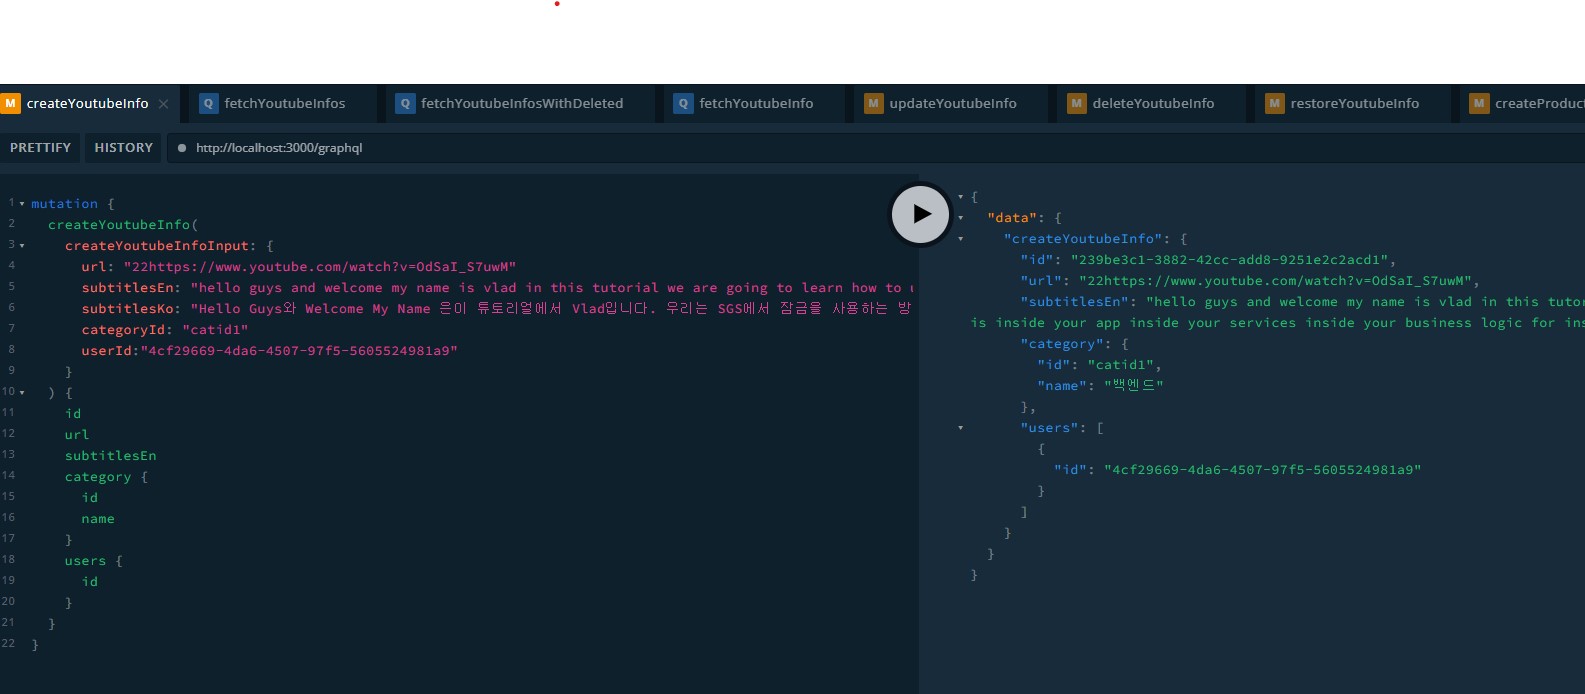 M createYoutubeInfo × Q fetchYoutubeInfos Q fetchYoutubeInfosWithDeleted Q fetchYoutubeInfo M updateYoutubeInfo M deleteYoutubeInfo M restoreYoutubeInfo M createProduct
PRETTIFY HISTORY http://localhost:3000/graphql
1 mutation {
2 createYoutubeInfo(
3 createYoutubeInfoInput: {
4 url: "22https://www.youtube.com/watch?v=OdSaI_S7uwM"
5 subtitlesEn: "hello guys and welcome my name is vlad in this tutorial we are going to learn how to
6 subtitlesKo: "Hello Guys와 Welcome My Name 은이 튜토리얼에서 Vlad입니다. 우리는 SGS에서 잠금을 사용하는 방
7 categoryId: "catid1"
8 userId:"4cf29669-4da6-4507-97f5-5605524981a9"
9 }
10 ) {
11 id
12 url
13 subtitlesEn
14 category {
15 id
16 name
17 }
18 users {
19 id
20 }
21 }
22 }
{
"data": {
"createYoutubeInfo": {
"id": "239be3c1-3882-42cc-add8-9251e2c2acd1",
"url": "22https://www.youtube.com/watch?v=OdSaI_S7uwM",
"subtitlesEn": "hello guys and welcome my name is vlad in this tutor
is inside your app inside your services inside your business logic for ins
"category": {
"id": "catid1",
"name": "백엔드"
},
"users": [
{
"id": "4cf29669-4da6-4507-97f5-5605524981a9"
}
]
}
}
}